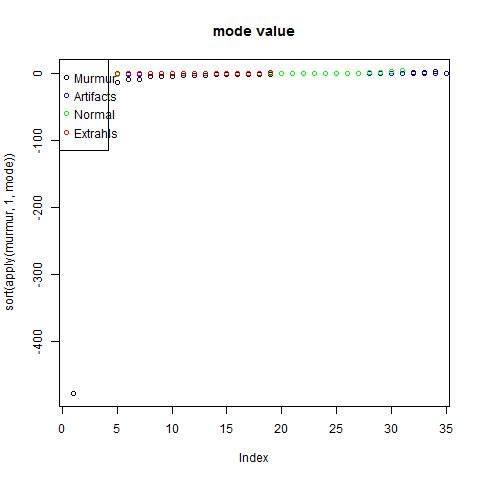 mode value
sort(apply(murmur, 1, mode))
0
-100
-200
-300
-400
Murmur
Artifacts
Normal
Extrahls
0 5 10 15 20 25 30 35
Index